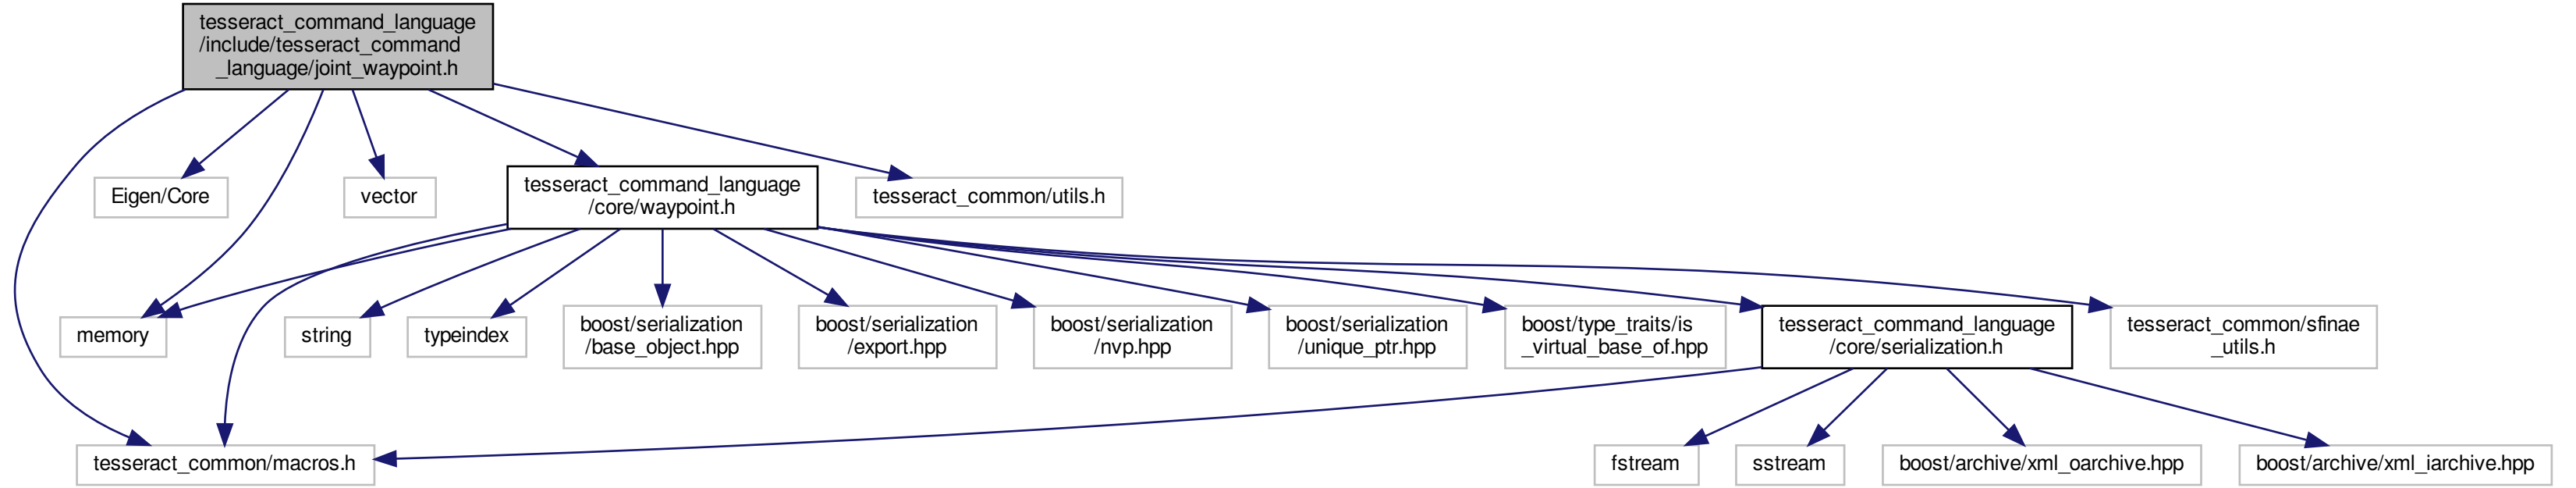 tesseract_command_language
/include/tesseract_command
_language/joint_waypoint.h
Eigen/Core
vector
tesseract_command_language
/core/waypoint.h
tesseract_common/utils.h
memory
string
typeindex
boost/serialization
/base_object.hpp
boost/serialization
/export.hpp
boost/serialization
/nvp.hpp
boost/serialization
/unique_ptr.hpp
boost/type_traits/is
_virtual_base_of.hpp
tesseract_command_language
/core/serialization.h
tesseract_common/sfinae
_utils.h
tesseract_common/macros.h
fstream
sstream
boost/archive/xml_oarchive.hpp
boost/archive/xml_iarchive.hpp